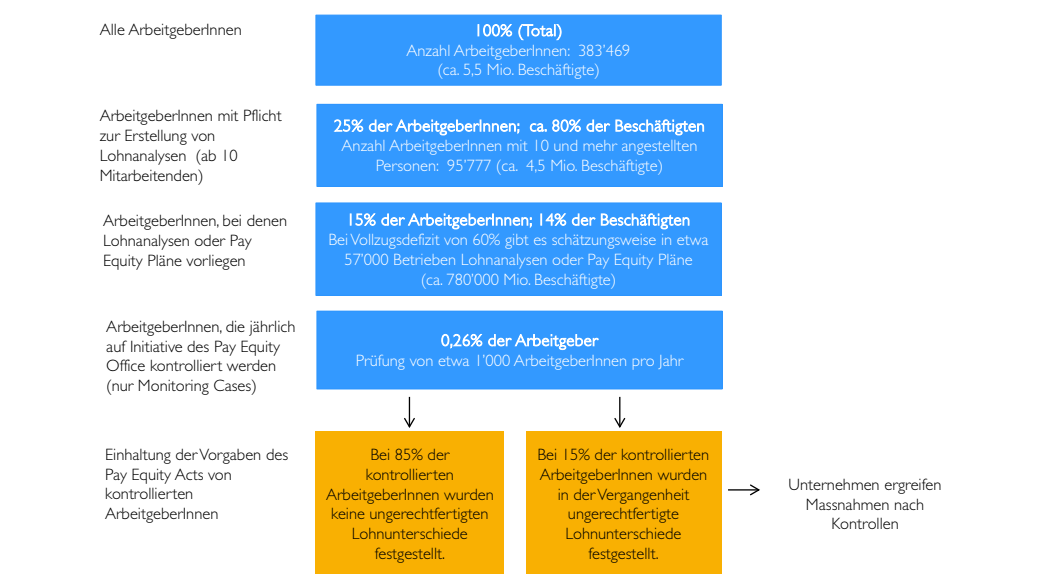 Alle ArbeitgeberInnen
100% (Total)
Anzahl ArbeitgeberInnen: 383'469
(ca. 5,5 Mio. Beschäftigte)
ArbeitgeberInnen mit Pflicht
zur Erstellung von
Lohnanalysen (ab 10
Mitarbeitenden)
25% der ArbeitgeberInnen; ca. 80% der Beschäftigten
Anzahl ArbeitgeberInnen mit 10 und mehr angestellten
Personen: 95'777 (ca. 4,5 Mio. Beschäftigte)
ArbeitgeberInnen, bei denen
Lohnanalysen oder Pay
Equity Pläne vorliegen
15% der ArbeitgeberInnen; 14% der Beschäftigten
Bei Vollzugsdefizit von 60% gibt es schätzungsweise in etwa
57'000 Betrieben Lohnanalysen oder Pay Equity Pläne
(ca. 780'000 Mio. Beschäftigte)
ArbeitgeberInnen, die jährlich
auf Initiative des Pay Equity
Office kontrolliert werden
(nur Monitoring Cases)
0,26% der Arbeitgeber
Prüfung von etwa 1'000 ArbeitgeberInnen pro Jahr
Einhaltung der Vorgaben des
Pay Equity Acts von
kontrollierten
ArbeitgeberInnen
Bei 85% der
kontrollierten
ArbeitgeberInnen wurden
keine ungerechtfertigten
Lohnunterschiede
festgestellt.
Bei 15% der kontrollierten
ArbeitgeberInnen wurden
in der Vergangenheit
ungerechtfertigte
Lohnunterschiede
festgestellt.
Unternehmen ergreifen
Massnahmen nach
Kontrollen